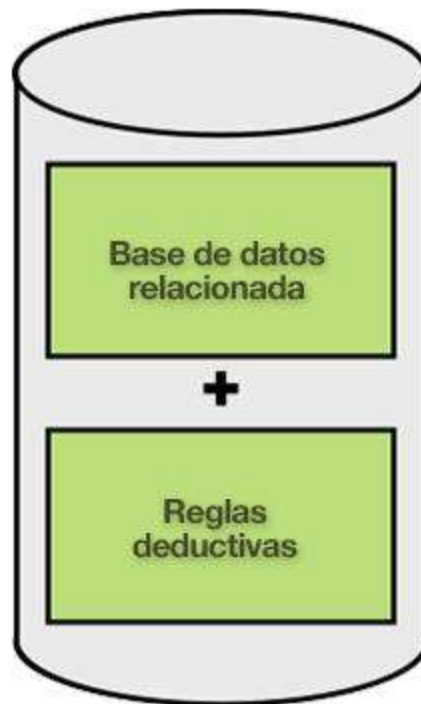 Base de datos
relacionada
+
Reglas
deductivas